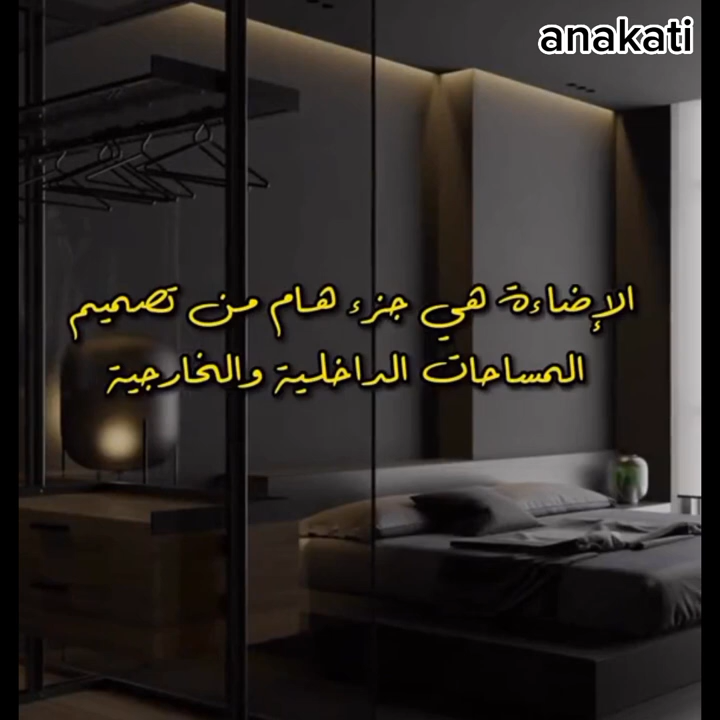 anakati
الإضاءة هي جزء هام من تصميم
المساحات الداخلية والخارجية